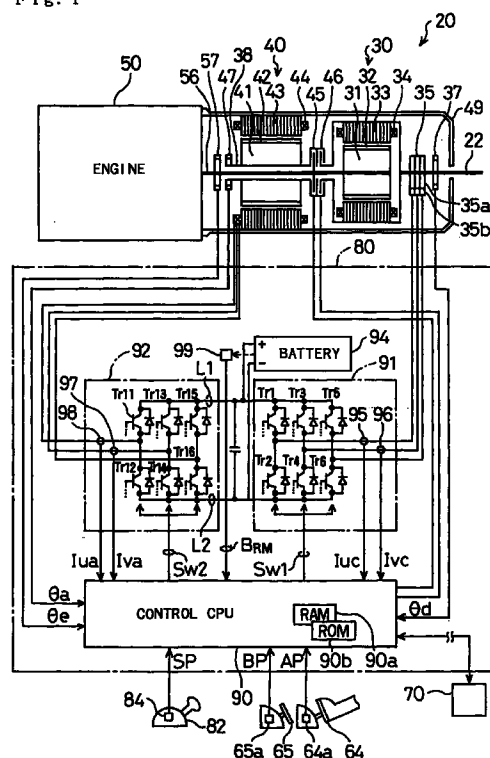 Fig. 1
20
50
40
30
56
57
47
38
41
42
43
44
45
46
31
32
33
34
35
37
49
22
35a
35b
ENGINE
80
92
99
94
BATTERY
+
−
91
97
98
L1
Tr11
Tr13
Tr15
Tr1
Tr3
Tr5
95
96
Tr12
Tr14
Tr16
Tr2
Tr4
Tr6
L2
Iua
Iva
Sw2
BRM
Sw1
Iuc
Ivc
θa
θe
CONTROL CPU
RAM
ROM
θd
90a
90b
90
SP
BP
AP
70
84
82
65a
65
64a
64